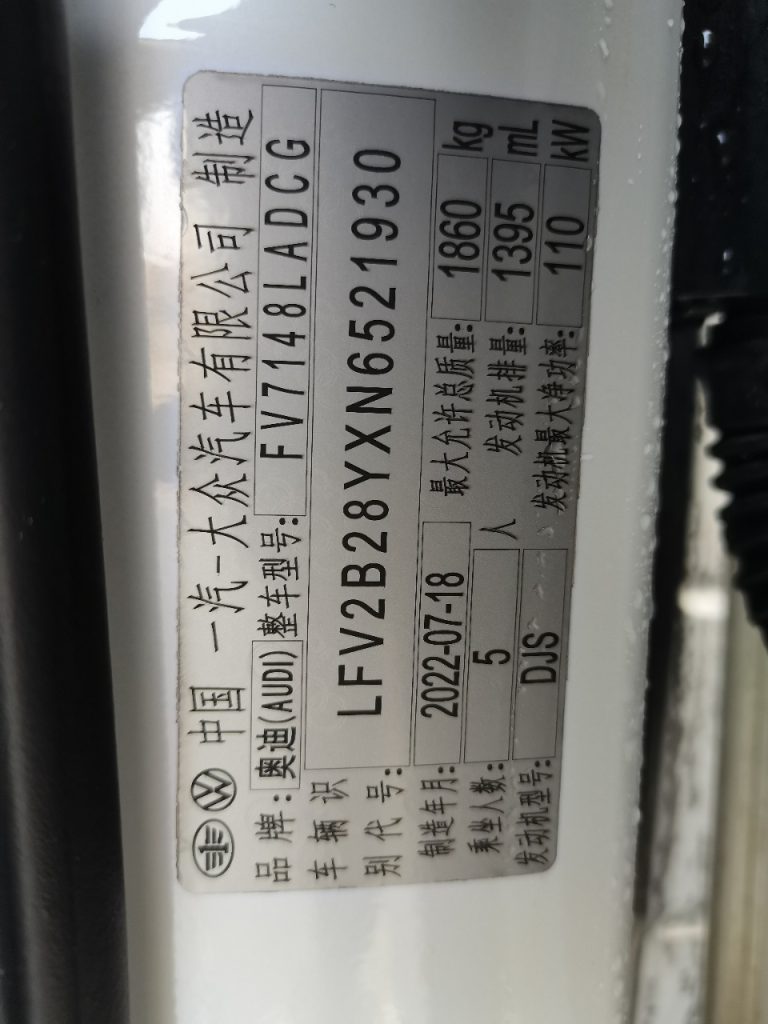 中国 一汽-大众汽车有限公司 制造
品牌: 奥迪(AUDI) 整车型号: FV7148LADCG
车辆识别代号: LFV2B28YXN6521930
制造年月: 2022-07-18 最大允许总质量: 1860 kg
乘坐人数: 5 人 发动机排量: 1395 mL
发动机型号: DJS 发动机最大净功率: 110 kW